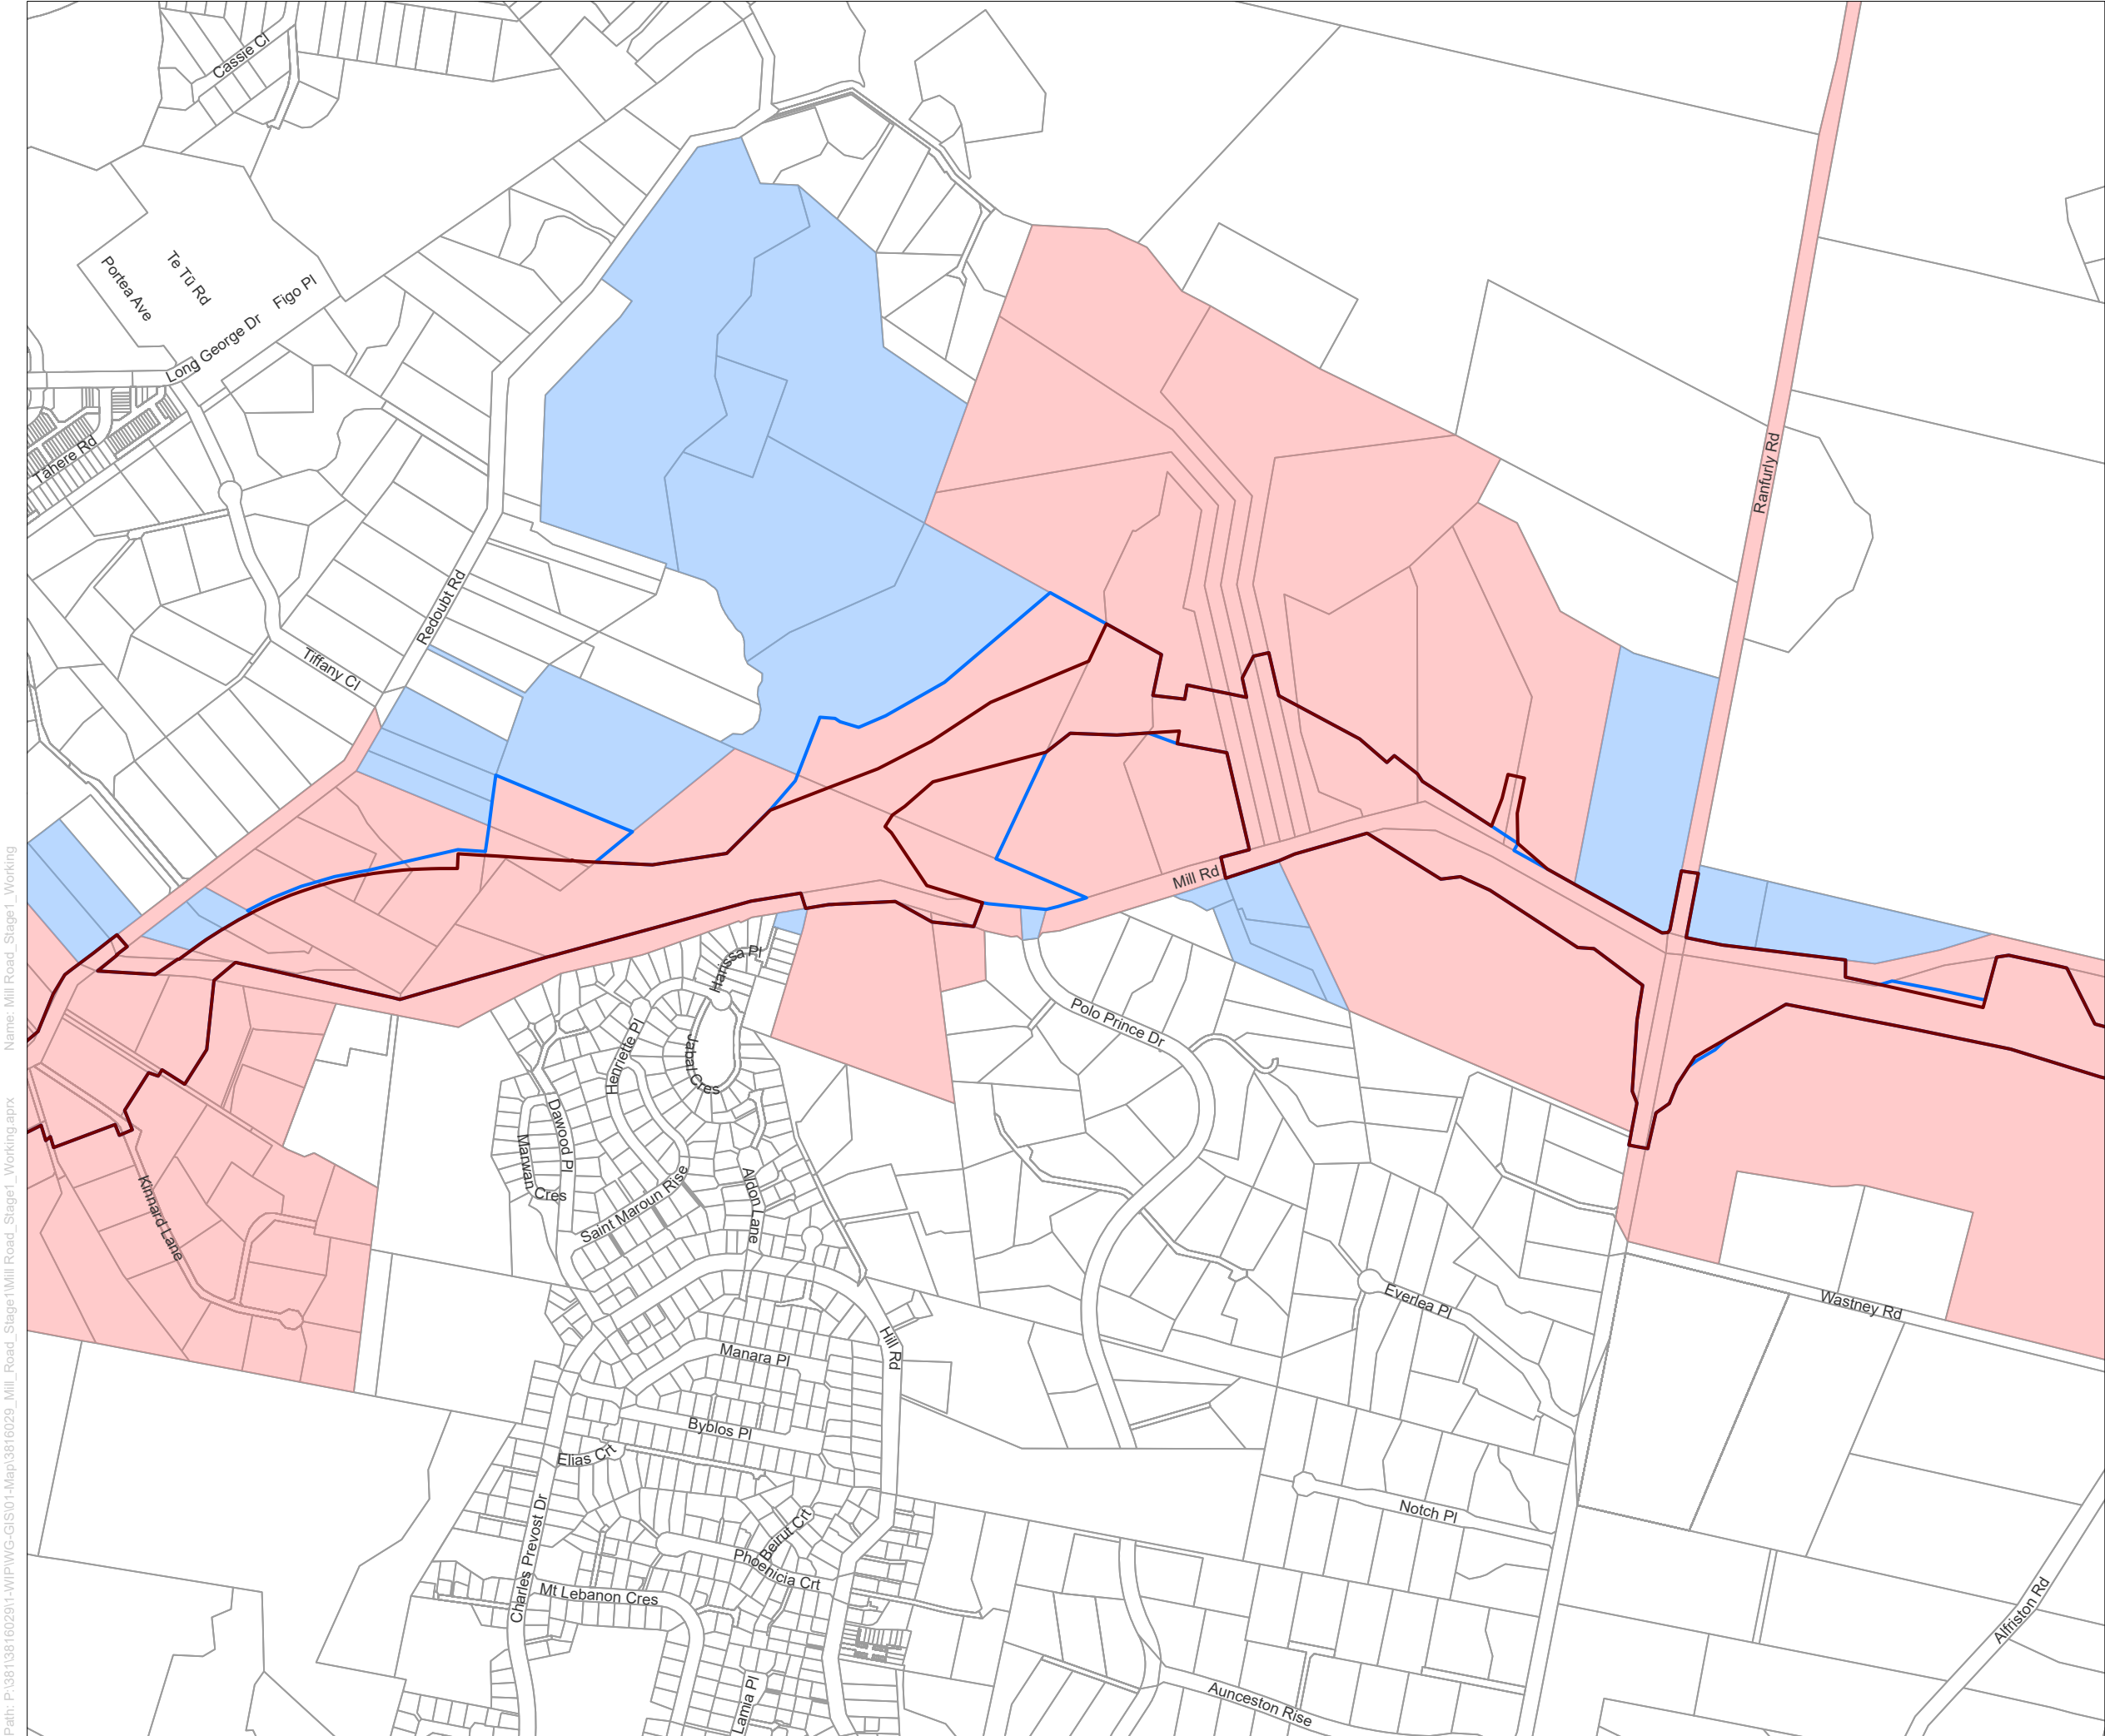 Cassie Cl
Te Tū Rd
Portea Ave
Figo Pl
Long George Dr
Tāhere Rd
Ranfurly Rd
Redoubt Rd
Tiffany Cl
Mill Rd
Harissa Pl
Polo Prince Dr
Henriette Pl
Jabal Cres
Dawood Pl
Marwan
Cres
Saint Maroun Rise
Aldon Lane
Kinnard Lane
Everlea Pl
Wastney Rd
Hill Rd
Manara Pl
Byblos Pl
Elias Crt
Charles Prevost Dr
Beirut Crt
Phoenicia Crt
Notch Pl
Mt Lebanon Cres
Alfriston Rd
Lamia Pl
Aunceston Rise
Name: Mill Road_Stage1_Working
Path: P:\381\3816029\1-WIP\WG-GIS\01-Map\3816029_Mill_Road_Stage1\Mill Road_Stage1_Working.aprx